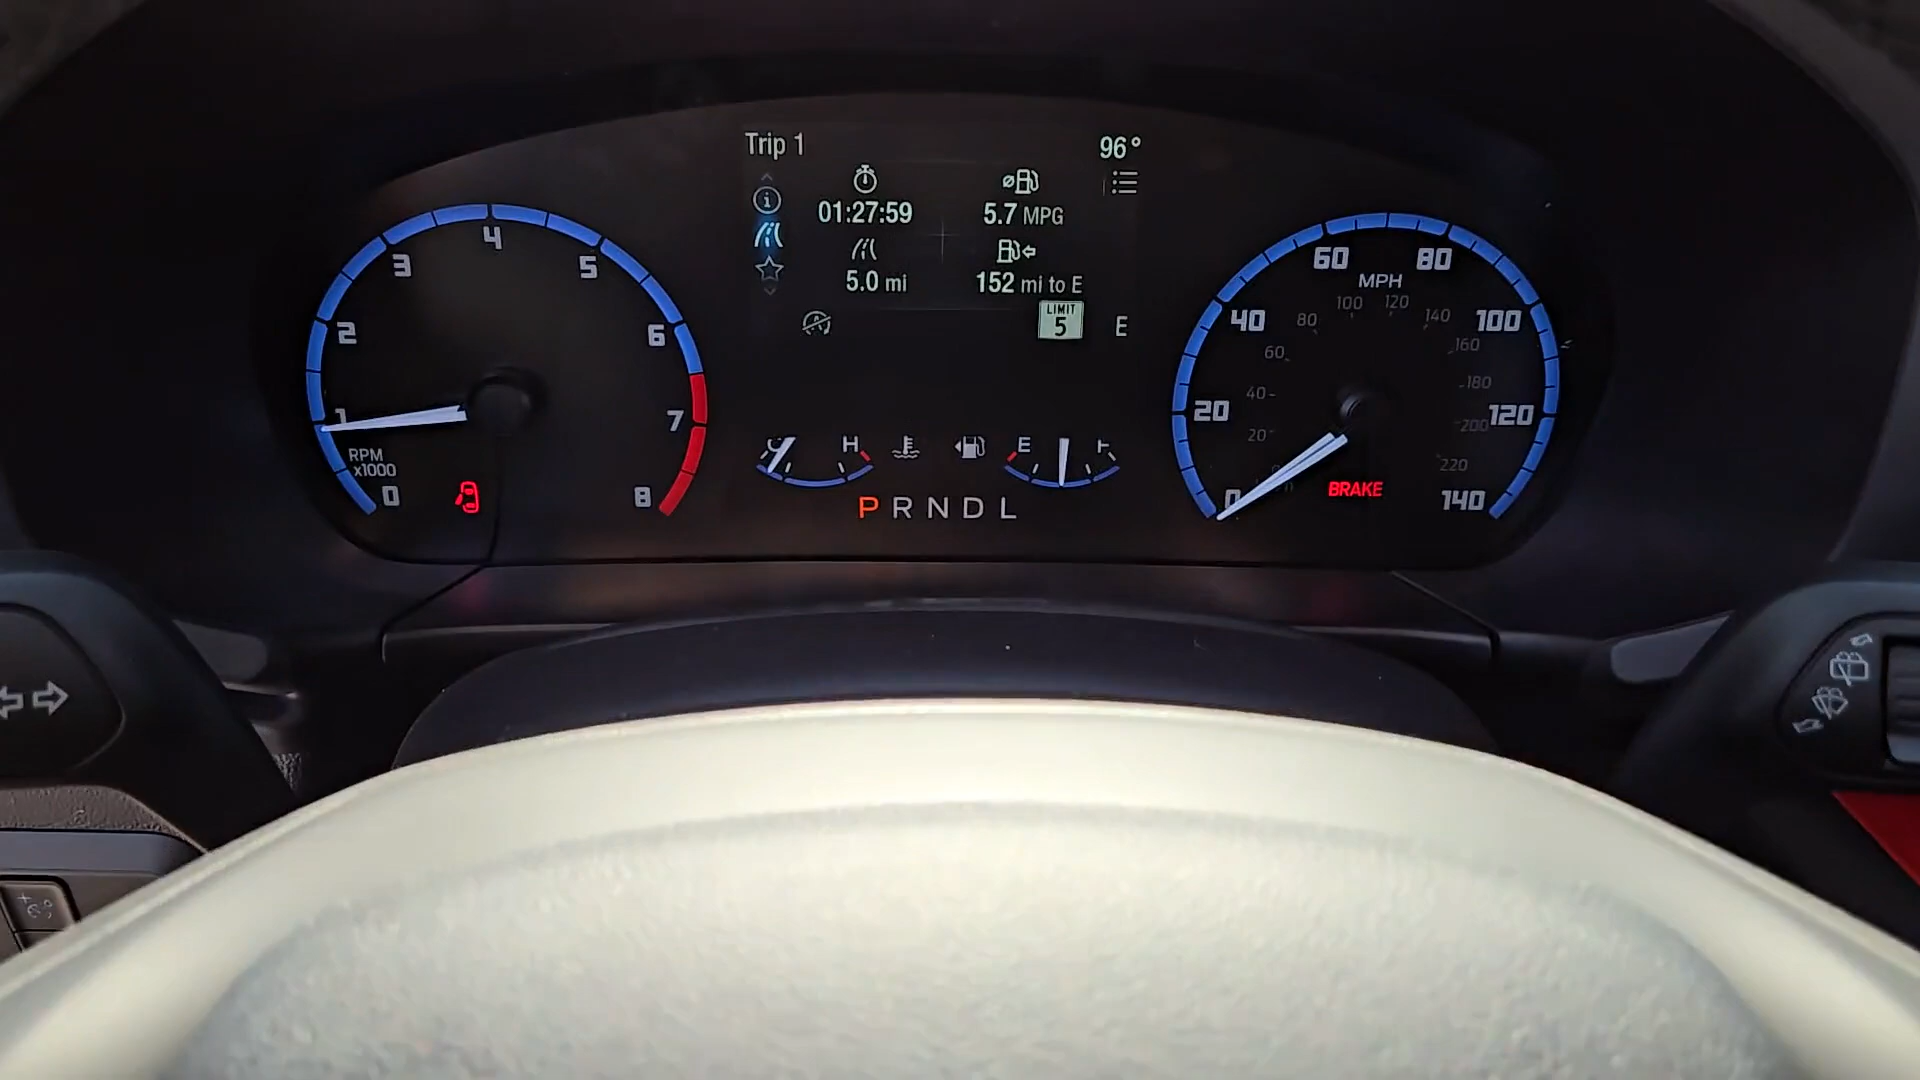 Trip 1
96°
01:27:59
5.7 MPG
5.0 mi
152 mi to E
LIMIT
5
E
0
1
2
3
4
5
6
7
8
RPM
x1000
C
H
E
F
P R N D L
0
20
40
60
80
100
120
140
MPH
20
40
60
80
100
120
140
160
180
200
220
BRAKE